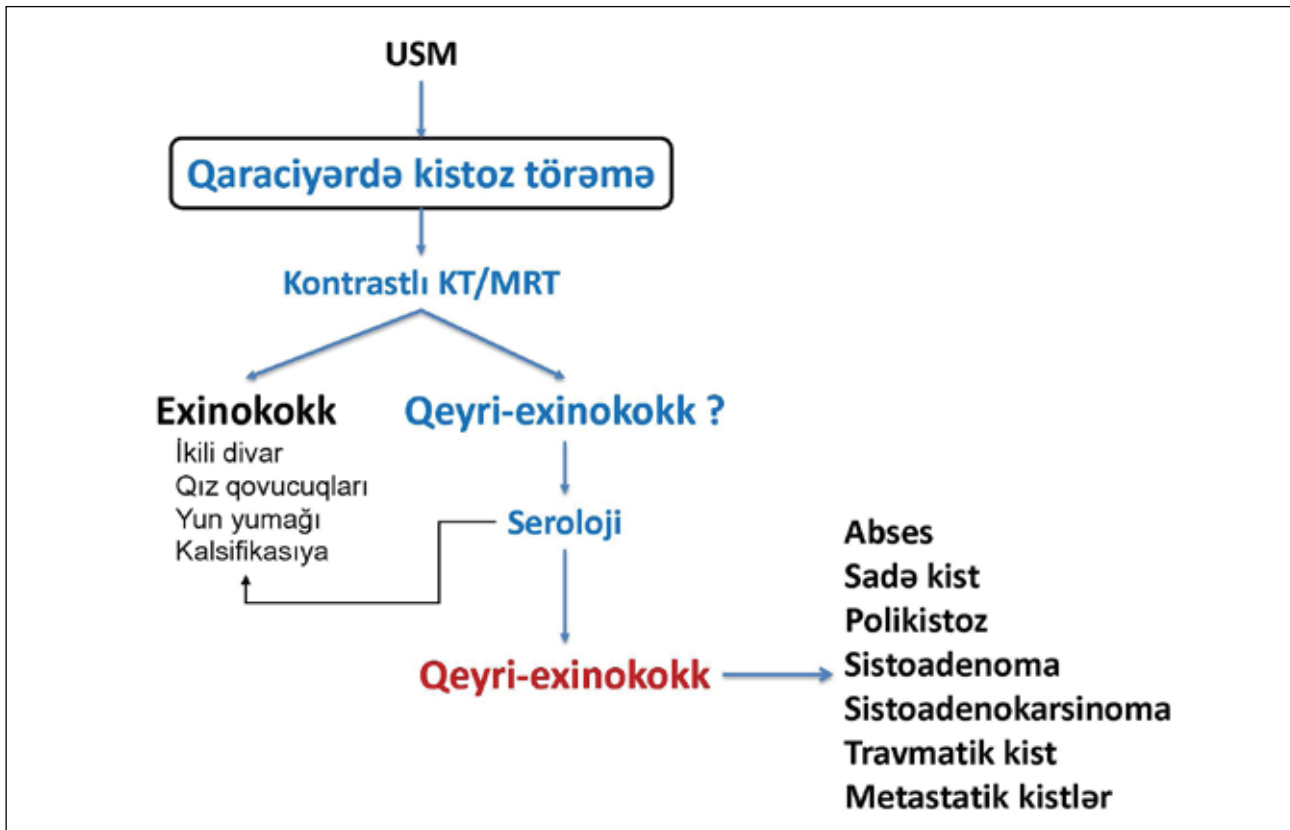 USM
Qaraciyərdə kistoz törəmə
Kontrastlı KT/MRT
Exinokokk
İkili divar
Qız qovucuqları
Yun yumağı
Kalsifikasıya
Qeyri-exinokokk ?
Seroloji
Qeyri-exinokokk
Abses
Sadə kist
Polikistoz
Sistoadenoma
Sistoadenokarsinoma
Travmatik kist
Metastatik kistlər